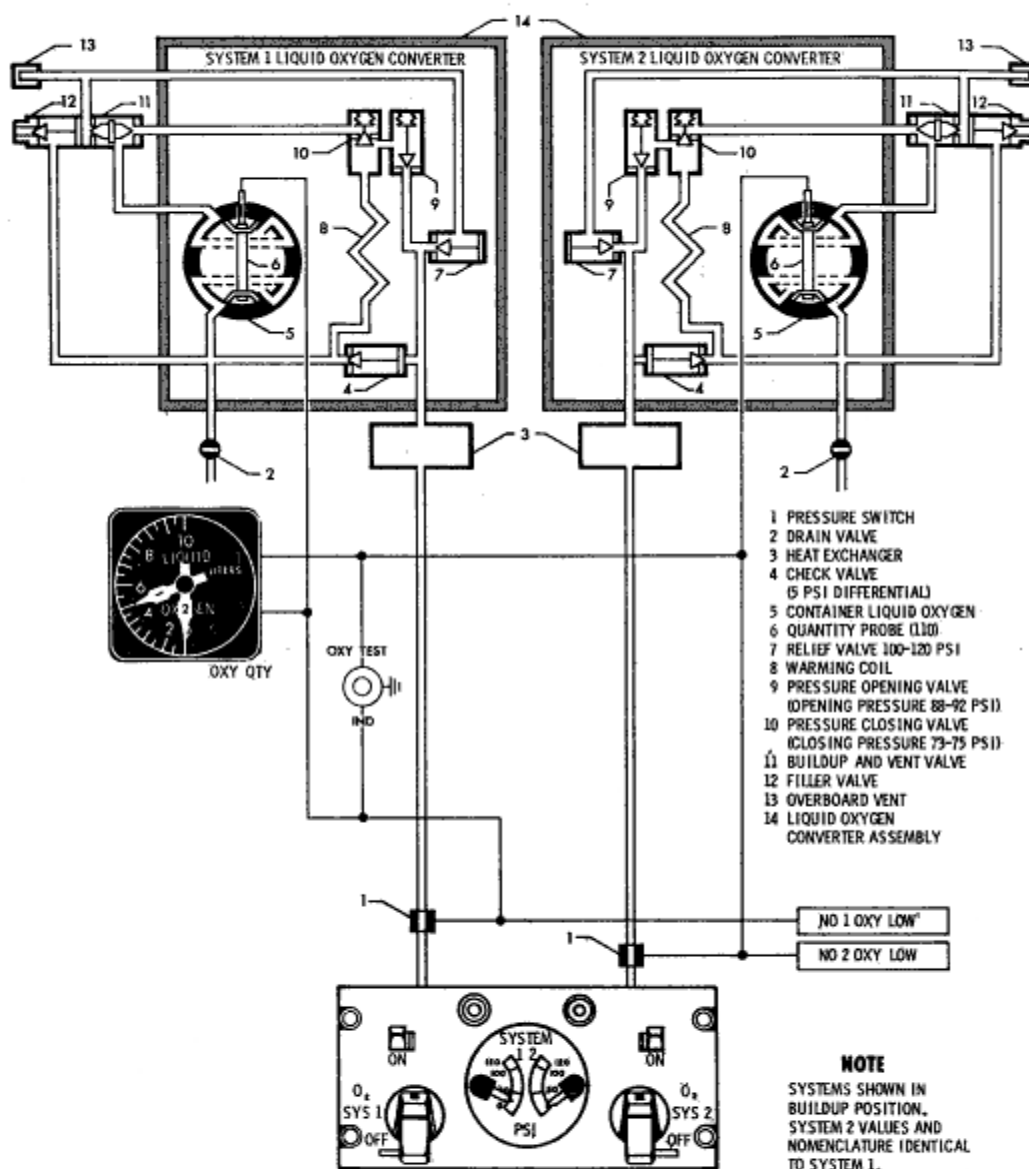 14
13
SYSTEM 1 LIQUID OXYGEN CONVERTER
SYSTEM 2 LIQUID OXYGEN CONVERTER
13
12
11
11
12
10
10
9
9
8
8
6
6
7
7
5
5
4
4
3
2
2
10
8
LIQUID
LITERS
6
4
OXYGEN
2
2
OXY QTY
OXY TEST
IND
1 PRESSURE SWITCH
2 DRAIN VALVE
3 HEAT EXCHANGER
4 CHECK VALVE
(5 PSI DIFFERENTIAL)
5 CONTAINER LIQUID OXYGEN
6 QUANTITY PROBE (110)
7 RELIEF VALVE 100-120 PSI
8 WARMING COIL
9 PRESSURE OPENING VALVE
(OPENING PRESSURE 88-92 PSI)
10 PRESSURE CLOSING VALVE
(CLOSING PRESSURE 73-75 PSI)
11 BUILDUP AND VENT VALVE
12 FILLER VALVE
13 OVERBOARD VENT
14 LIQUID OXYGEN
CONVERTER ASSEMBLY
1
NO 1 OXY LOW
1
NO 2 OXY LOW
ON
SYSTEM
1 2
120
100
120
100
PSI
ON
O2
SYS 1
OFF
O2
SYS 2
OFF
NOTE
SYSTEMS SHOWN IN
BUILDUP POSITION.
SYSTEM 2 VALUES AND
NOMENCLATURE IDENTICAL
TO SYSTEM 1.